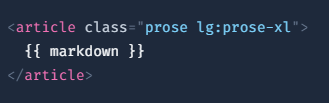 <article class="prose lg:prose-xl">
  {{ markdown }}
</article>